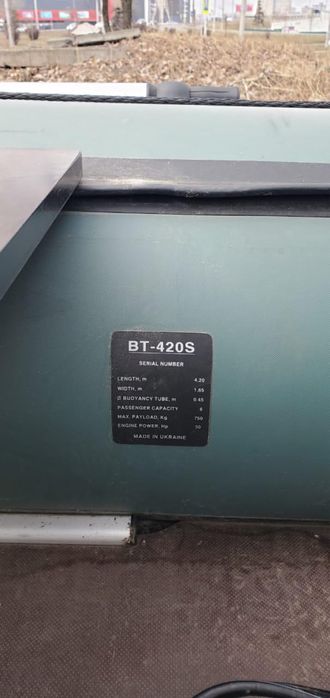 BT-420S
SERIAL NUMBER
LENGTH, m 4,20
WIDTH, m 1,85
Ø BUOYANCY TUBE, m 0.45
PASSENGER CAPACITY 6
MAX. PAYLOAD, Kg 750
ENGINE POWER, Hp 30
MADE IN UKRAINE